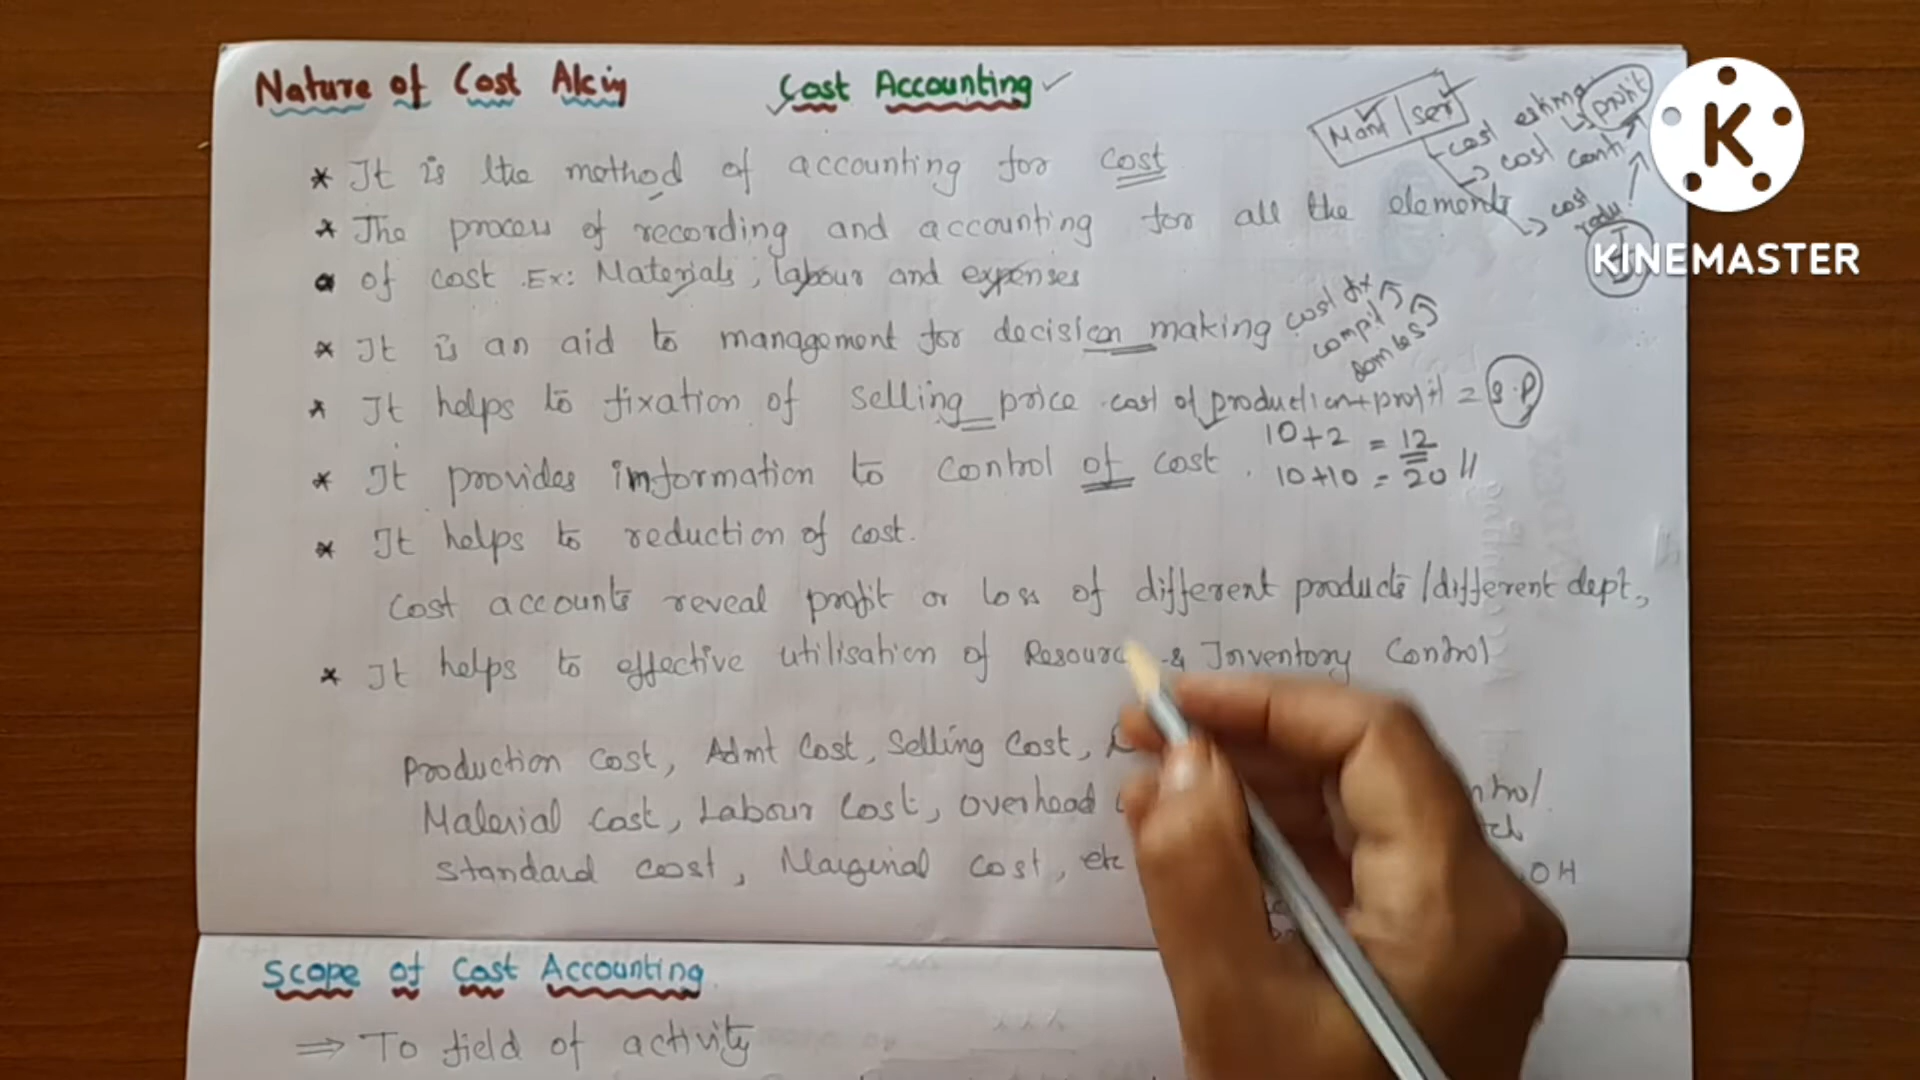 Nature of Cost A/cing Cost Accounting
* It is the method of accounting for cost
* The process of recording and accounting for all the elements
of cost. Ex: Materials, labour and expenses
* It is an aid to management for decision making
* It helps to fixation of selling price. cost of production + profit = S.P
10+2 = 12
* It provides information to control of cost.
10+10 = 20 //
* It helps to reduction of cost.
cost accounts reveal profit or loss of different products/different dept,
* It helps to effective utilisation of & Inventory Control
Production cost, Admt cost, Selling cost,
Material cost, Labour cost, overhead
standard cost, Marginal cost, etc
OH
Scope of Cost Accounting
⇒ To field of activity
Manf / ser
cost
cost
cost
profit
cost
K
KINEMASTER